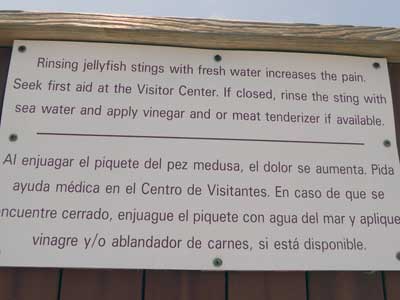 Rinsing jellyfish stings with fresh water increases the pain.
Seek first aid at the Visitor Center. If closed, rinse the sting with
sea water and apply vinegar and or meat tenderizer if available.
Al enjuagar el piquete del pez medusa, el dolor se aumenta. Pida
ayuda médica en el Centro de Visitantes. En caso de que se
encuentre cerrado, enjuague el piquete con agua del mar y aplique
vinagre y/o ablandador de carnes, si está disponible.